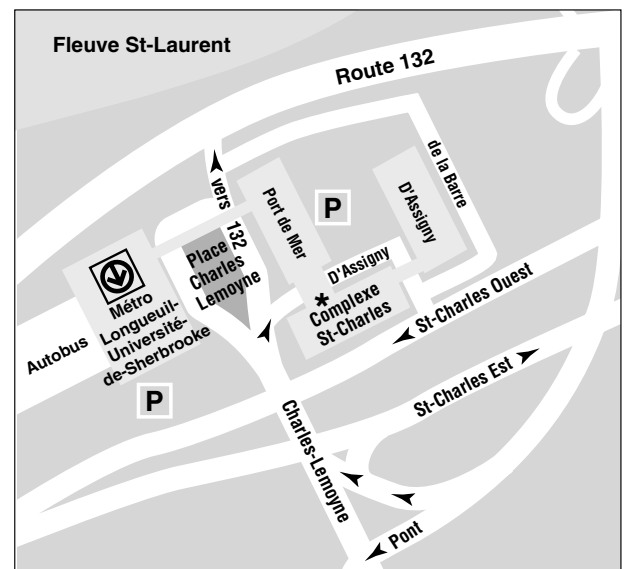 Fleuve St-Laurent
Route 132
vers 132
Port de Mer
P
de la Barre
D'Assigny
Place
Charles
Lemoyne
D'Assigny
*
Complexe
St-Charles
Métro
Longueuil-
Université-
de-Sherbrooke
Autobus
St-Charles Ouest
P
St-Charles Est
Charles-Lemoyne
Pont